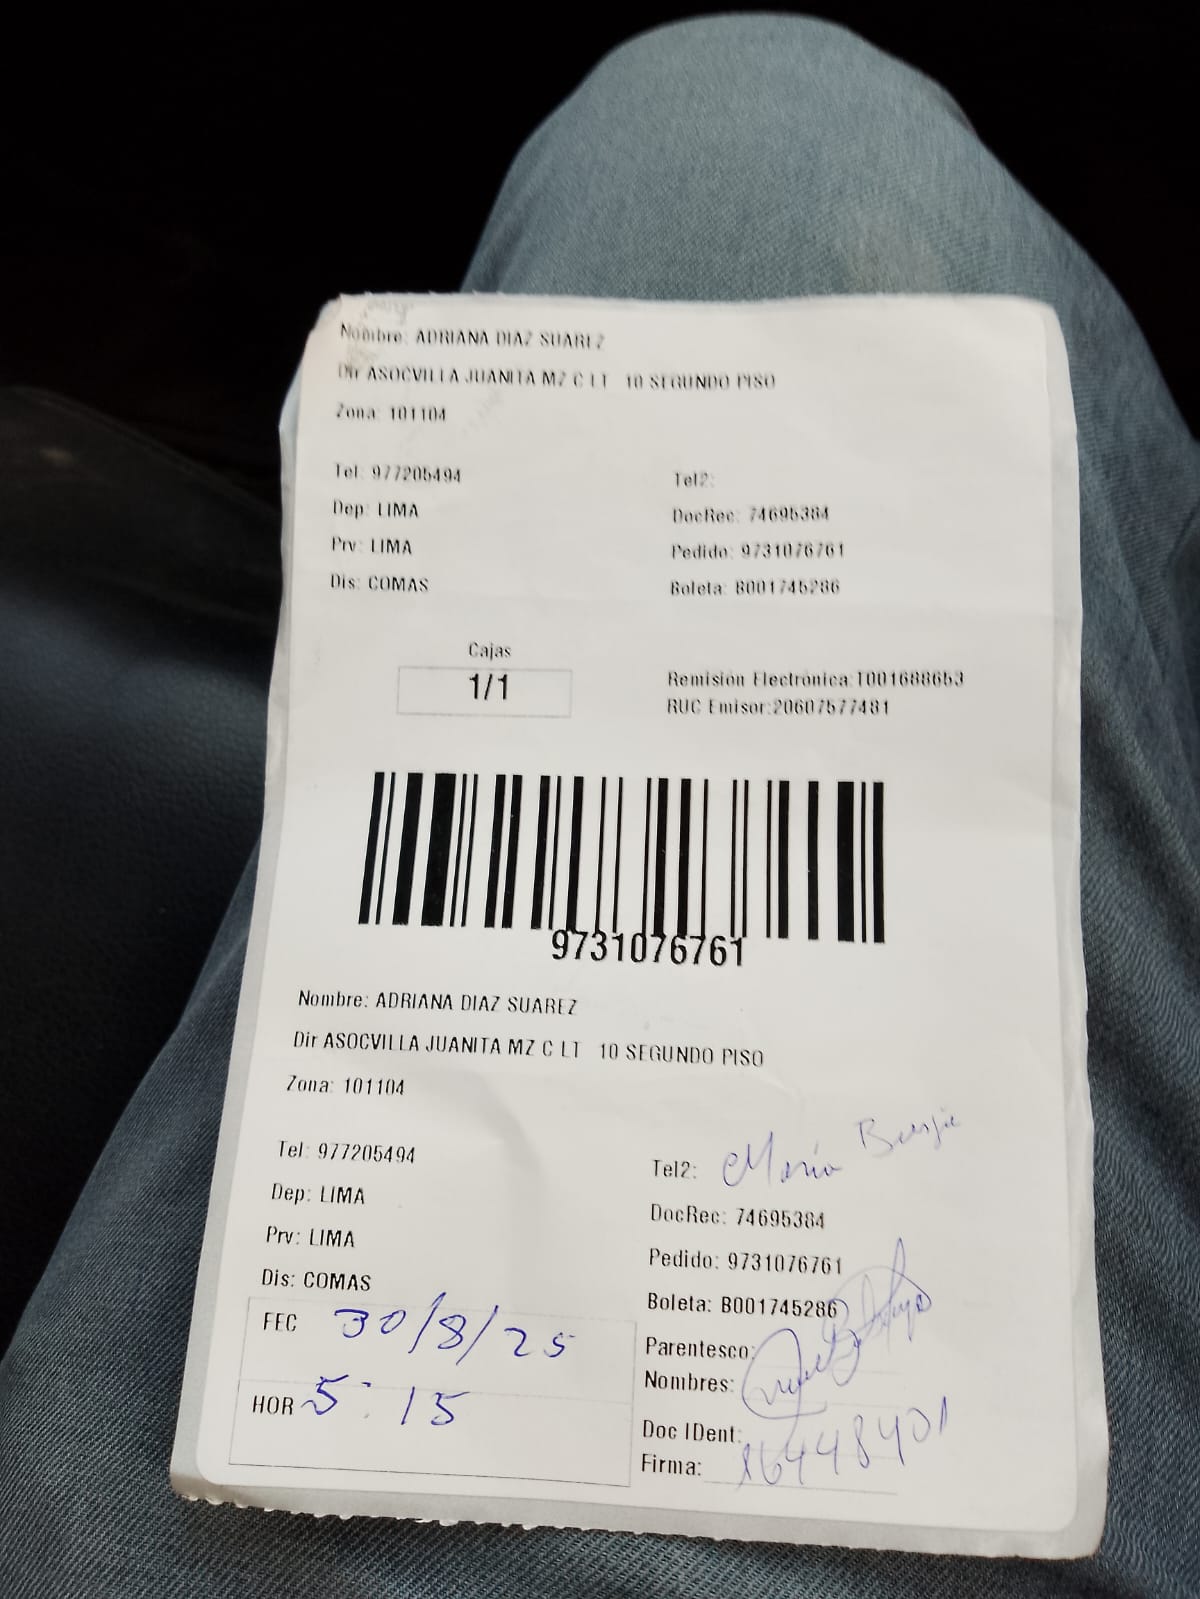 Nombre: ADRIANA DIAZ SUAREZ
Dir ASOCVILLA JUANITA MZ C LT 10 SEGUNDO PISO
Zona: 101104
Tel: 977205494
Tel2:
Dep: LIMA
DocRec: 74695384
Prv: LIMA
Pedido: 9731076761
Dis: COMAS
Boleta: B001745286
Cajas
1/1
Remisión Electrónica:T001688653
RUC Emisor:20607577481
9731076761
Nombre: ADRIANA DIAZ SUAREZ
Dir ASOCVILLA JUANITA MZ C LT 10 SEGUNDO PISO
Zona: 101104
Tel: 977205494
Tel2: María
Dep: LIMA
DocRec: 74695384
Prv: LIMA
Pedido: 9731076761
Dis: COMAS
Boleta: B001745286
FEC 30/8/25
Parentesco:
Nombres:
HOR 5:15
Doc IDent:
Firma: